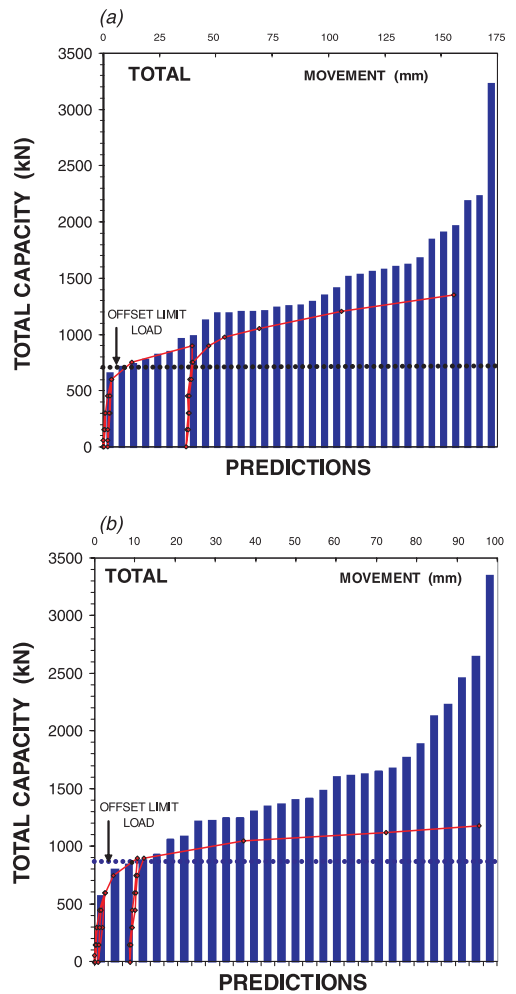 (a)
0 25 50 75 100 125 150 175
3500
TOTAL
MOVEMENT (mm)
3000
2500
2000
1500
1000
500
0
TOTAL CAPACITY (kN)
OFFSET LIMIT
LOAD
PREDICTIONS
(b)
0 10 20 30 40 50 60 70 80 90 100
3500
TOTAL
MOVEMENT (mm)
3000
2500
2000
1500
1000
500
0
TOTAL CAPACITY (kN)
OFFSET LIMIT
LOAD
PREDICTIONS